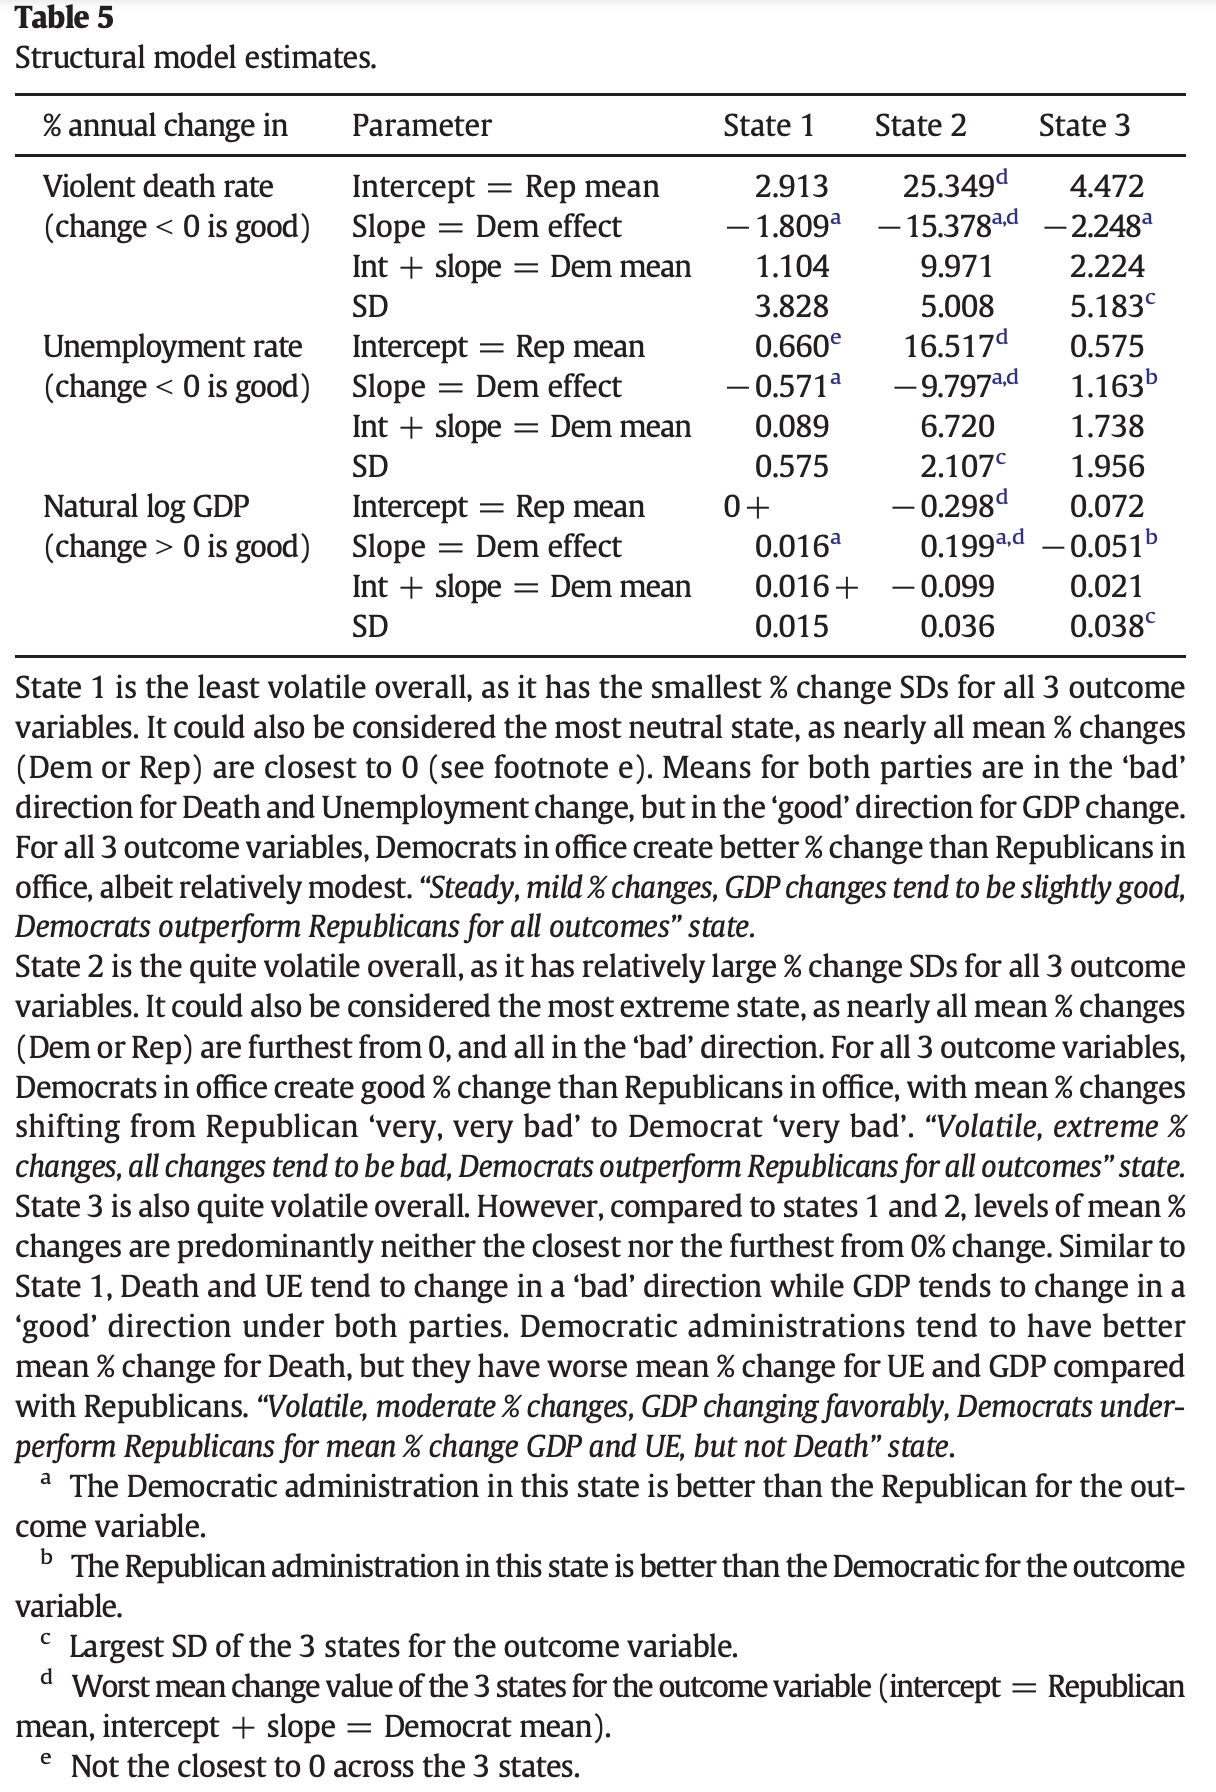 Table 5
Structural model estimates.
% annual change in Parameter State 1 State 2 State 3
Violent death rate Intercept = Rep mean 2.913 25.349d 4.472
(change < 0 is good) Slope = Dem effect −1.809a −15.378a,d −2.248a
Int + slope = Dem mean 1.104 9.971 2.224
SD 3.828 5.008 5.183c
Unemployment rate Intercept = Rep mean 0.660e 16.517d 0.575
(change < 0 is good) Slope = Dem effect −0.571a −9.797a,d 1.163b
Int + slope = Dem mean 0.089 6.720 1.738
SD 0.575 2.107c 1.956
Natural log GDP Intercept = Rep mean 0+ −0.298d 0.072
(change > 0 is good) Slope = Dem effect 0.016a 0.199a,d −0.051b
Int + slope = Dem mean 0.016+ −0.099 0.021
SD 0.015 0.036 0.038c
State 1 is the least volatile overall, as it has the smallest % change SDs for all 3 outcome
variables. It could also be considered the most neutral state, as nearly all mean % changes
(Dem or Rep) are closest to 0 (see footnote e). Means for both parties are in the ‘bad’
direction for Death and Unemployment change, but in the ‘good’ direction for GDP change.
For all 3 outcome variables, Democrats in office create better % change than Republicans in
office, albeit relatively modest. “Steady, mild % changes, GDP changes tend to be slightly good,
Democrats outperform Republicans for all outcomes” state.
State 2 is the quite volatile overall, as it has relatively large % change SDs for all 3 outcome
variables. It could also be considered the most extreme state, as nearly all mean % changes
(Dem or Rep) are furthest from 0, and all in the ‘bad’ direction. For all 3 outcome variables,
Democrats in office create good % change than Republicans in office, with mean % changes
shifting from Republican ‘very, very bad’ to Democrat ‘very bad’. “Volatile, extreme %
changes, all changes tend to be bad, Democrats outperform Republicans for all outcomes” state.
State 3 is also quite volatile overall. However, compared to states 1 and 2, levels of mean %
changes are predominantly neither the closest nor the furthest from 0% change. Similar to
State 1, Death and UE tend to change in a ‘bad’ direction while GDP tends to change in a
‘good’ direction under both parties. Democratic administrations tend to have better
mean % change for Death, but they have worse mean % change for UE and GDP compared
with Republicans. “Volatile, moderate % changes, GDP changing favorably, Democrats under-
perform Republicans for mean % change GDP and UE, but not Death” state.
a The Democratic administration in this state is better than the Republican for the out-
come variable.
b The Republican administration in this state is better than the Democratic for the outcome
variable.
c Largest SD of the 3 states for the outcome variable.
d Worst mean change value of the 3 states for the outcome variable (intercept = Republican
mean, intercept + slope = Democrat mean).
e Not the closest to 0 across the 3 states.